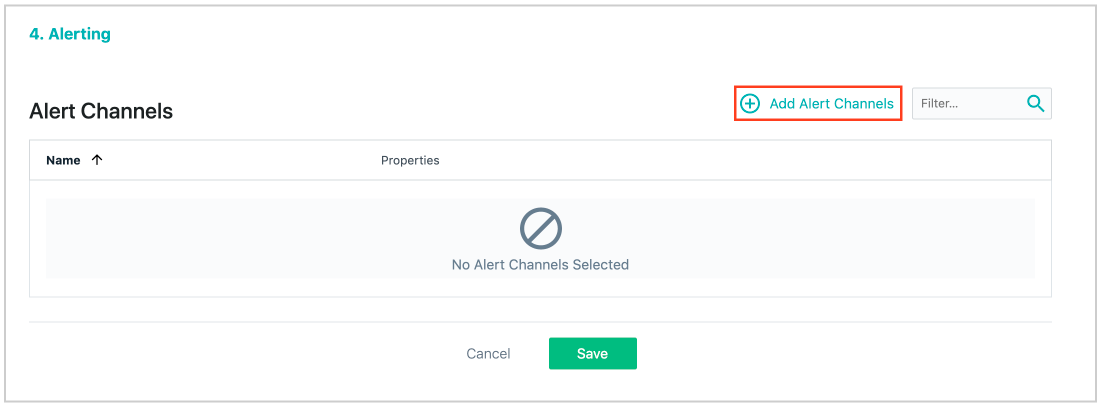 4. Alerting
Alert Channels
Add Alert Channels
Filter...
Name
Properties
No Alert Channels Selected
Cancel
Save